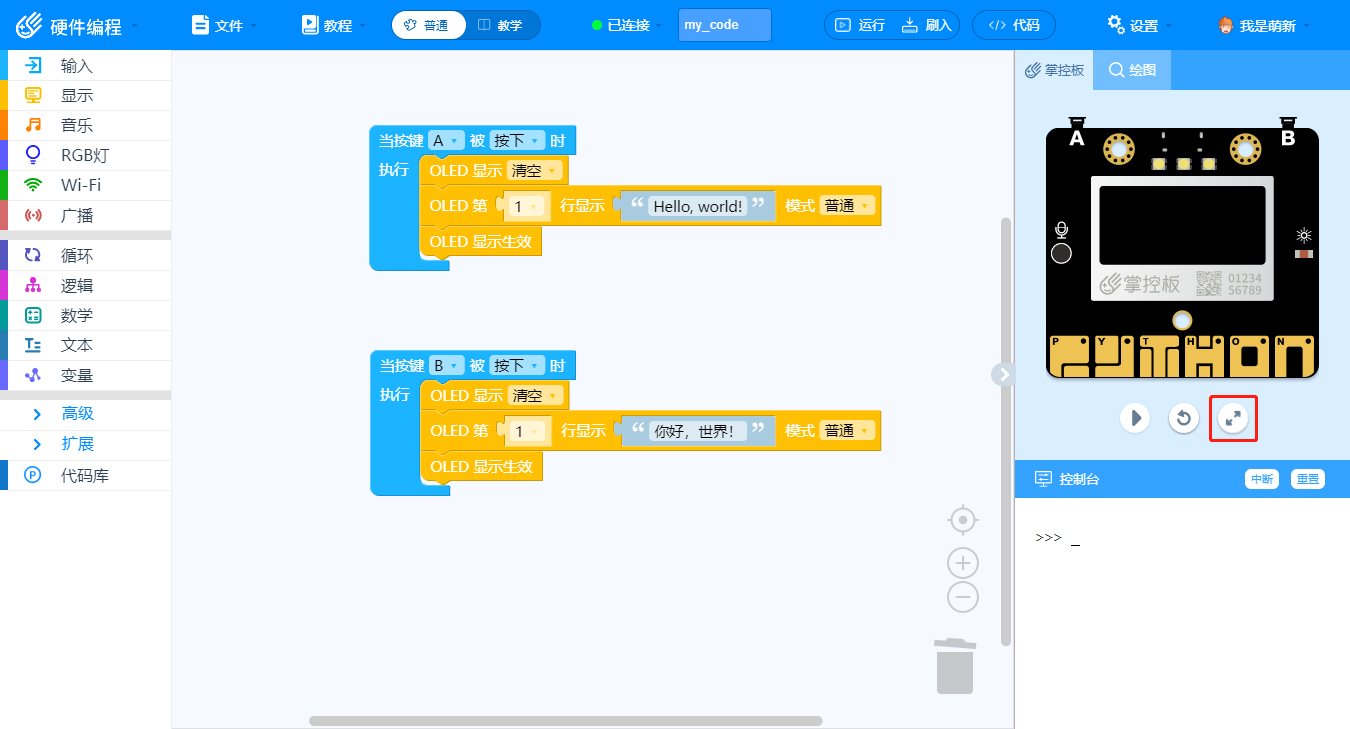 硬件编程 文件 教程 普通 教学 已连接 my_code 运行 刷入 </> 代码 设置 我是萌新
输入
显示
音乐
RGB灯
Wi-Fi
广播
循环
逻辑
数学
文本
变量
高级
扩展
代码库
当按键 A 被 按下 时
执行 OLED 显示 清空
OLED 第 1 行显示 “ Hello, world! ” 模式 普通
OLED 显示生效
当按键 B 被 按下 时
执行 OLED 显示 清空
OLED 第 1 行显示 “ 你好，世界！ ” 模式 普通
OLED 显示生效
掌控板 绘图
A B
掌控板 01234
56789
P Y T H O N
PYTHON
控制台 中断 重置
>>> _